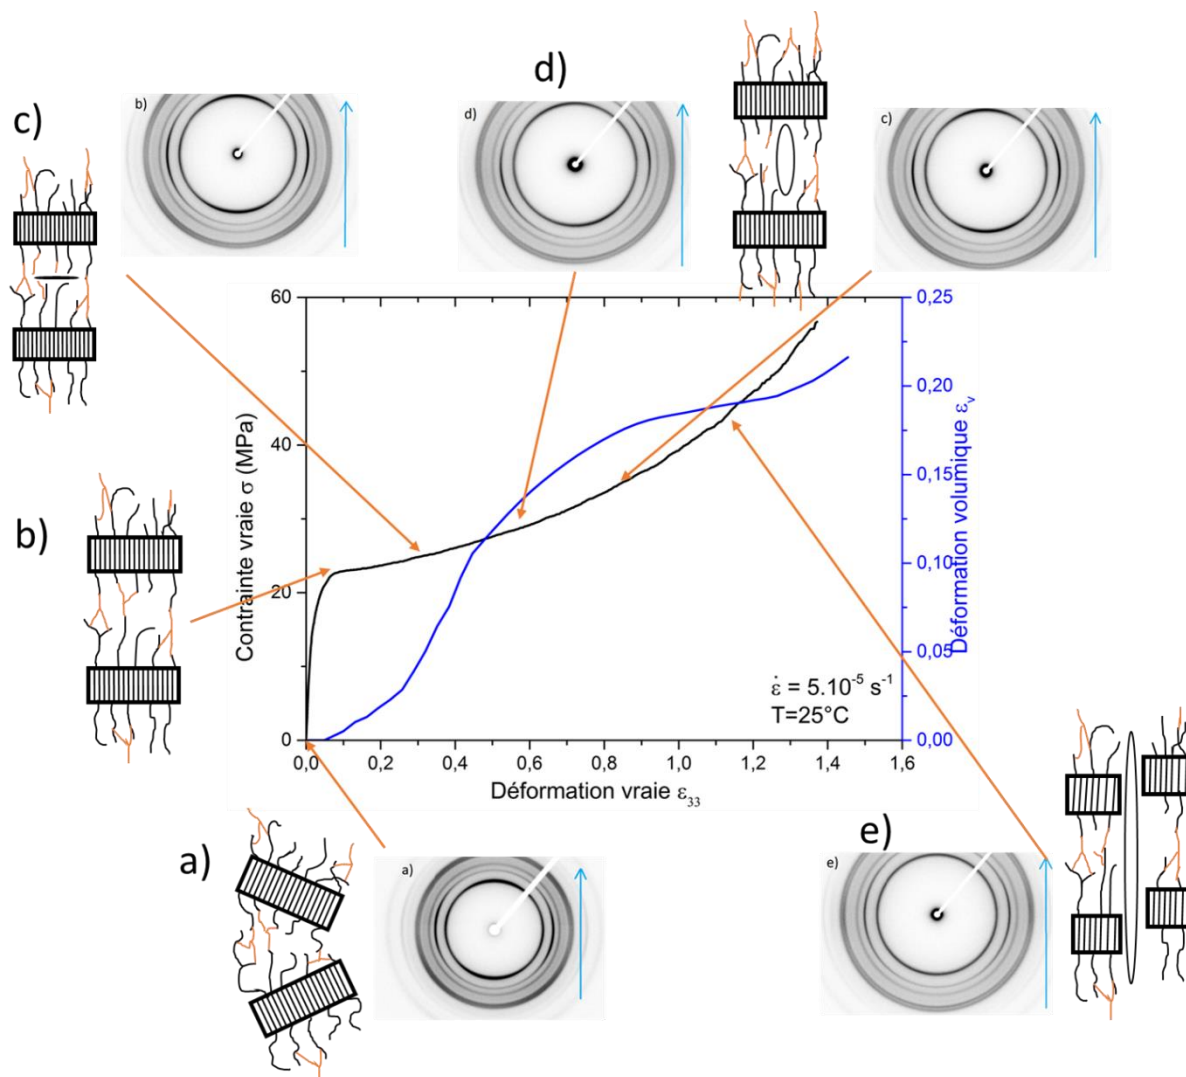 d)
c)
b)
d)
c)
60
0,25
0,20
40
0,15
b)
0,10
20
0,05
ε̇ = 5.10⁻⁵ s⁻¹
T=25°C
0
0,00
0,0 0,2 0,4 0,6 0,8 1,0 1,2 1,4 1,6
Contrainte vraie σ (MPa)
Déformation volumique εᵥ
Déformation vraie ε₃₃
a)
a)
e)
e)